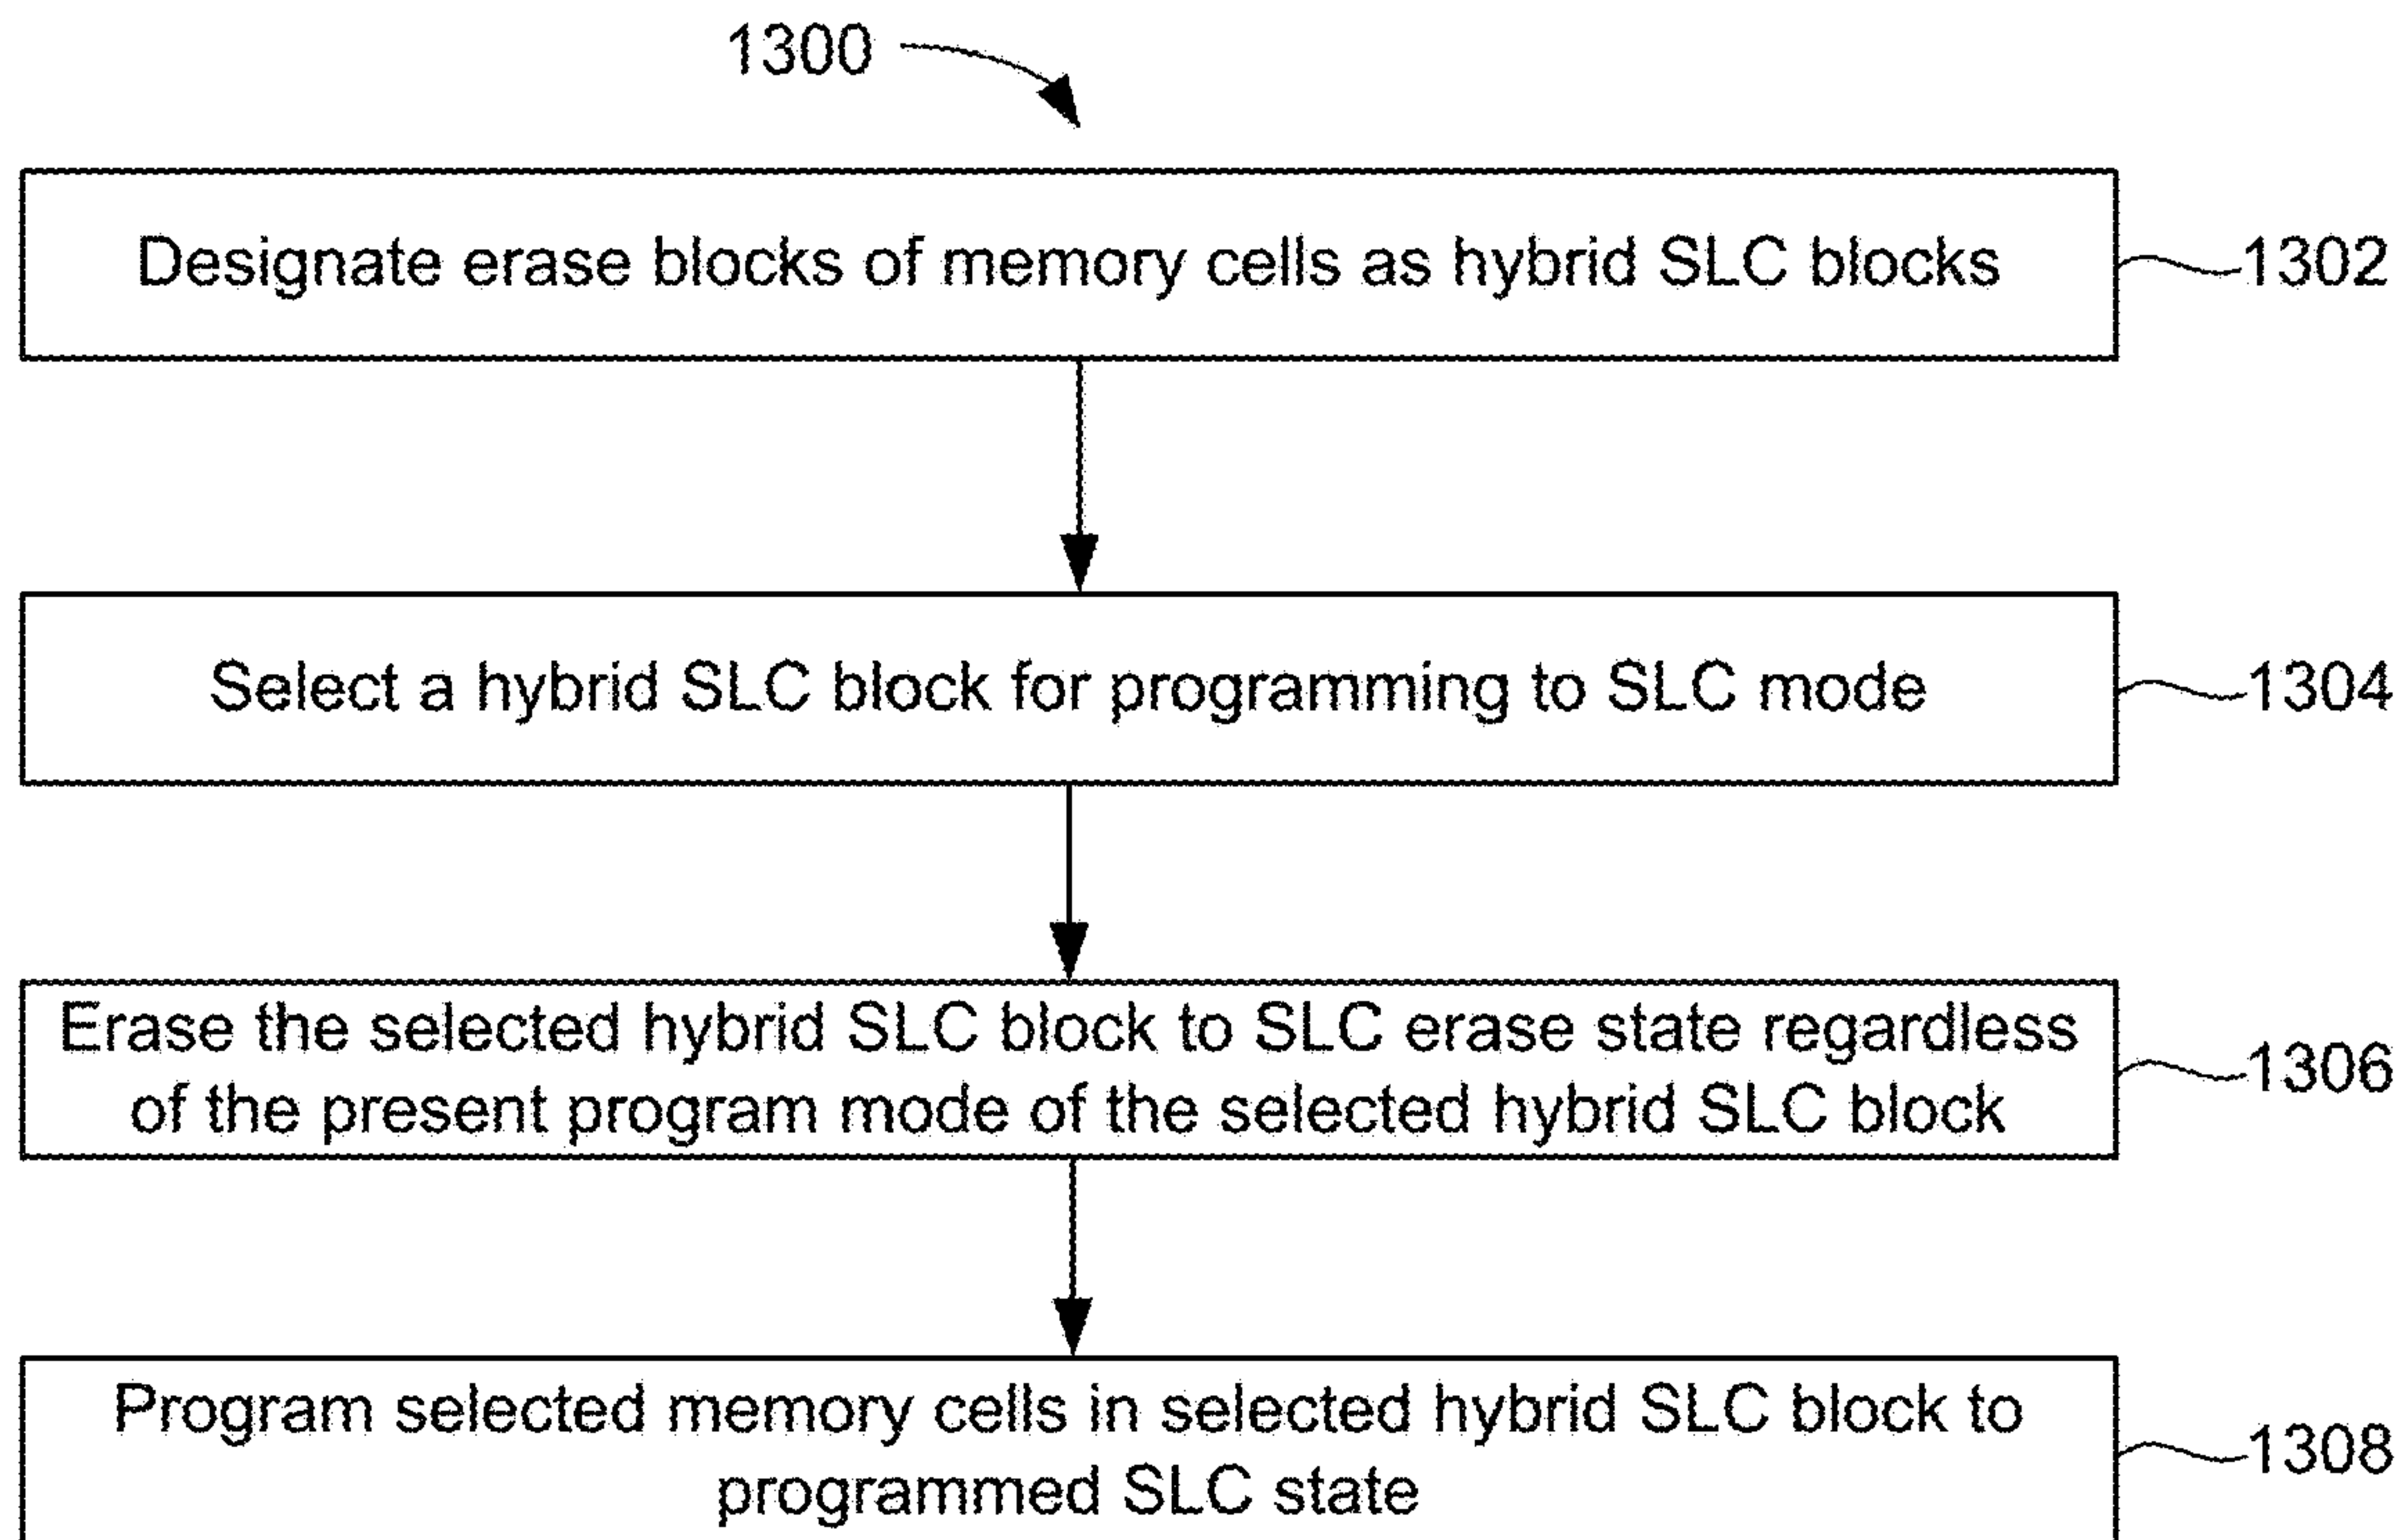 1300
Designate erase blocks of memory cells as hybrid SLC blocks
1302
Select a hybrid SLC block for programming to SLC mode
1304
Erase the selected hybrid SLC block to SLC erase state regardless
of the present program mode of the selected hybrid SLC block
1306
Program selected memory cells in selected hybrid SLC block to
programmed SLC state
1308